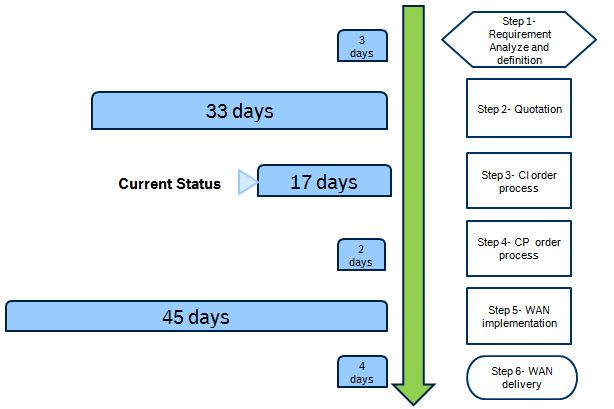 3
days
Step 1-
Requirement
Analyze and
definition
33 days
Step 2- Quotation
Current Status
17 days
Step 3- CI order
process
2
days
Step 4- CP order
process
45 days
Step 5- WAN
implementation
4
days
Step 6- WAN
delivery